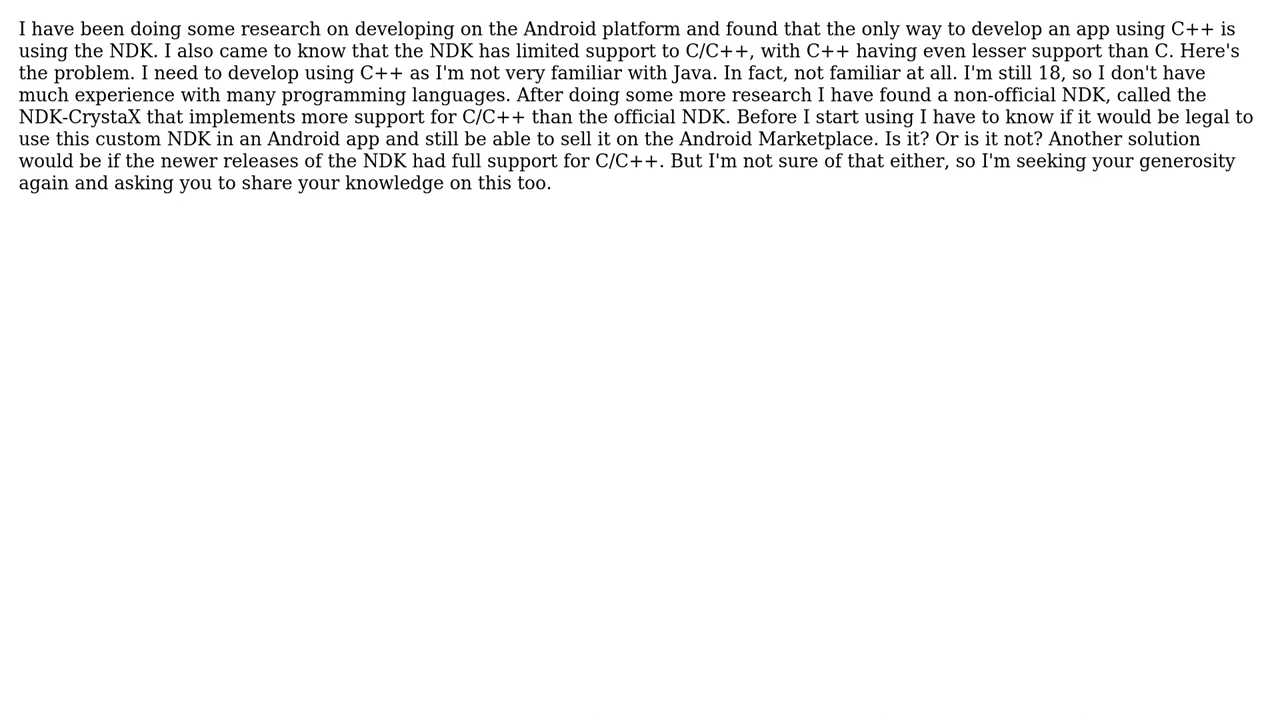 I have been doing some research on developing on the Android platform and found that the only way to develop an app using C++ is
using the NDK. I also came to know that the NDK has limited support to C/C++, with C++ having even lesser support than C. Here's
the problem. I need to develop using C++ as I'm not very familiar with Java. In fact, not familiar at all. I'm still 18, so I don't have
much experience with many programming languages. After doing some more research I have found a non-official NDK, called the
NDK-CrystaX that implements more support for C/C++ than the official NDK. Before I start using I have to know if it would be legal to
use this custom NDK in an Android app and still be able to sell it on the Android Marketplace. Is it? Or is it not? Another solution
would be if the newer releases of the NDK had full support for C/C++. But I'm not sure of that either, so I'm seeking your generosity
again and asking you to share your knowledge on this too.